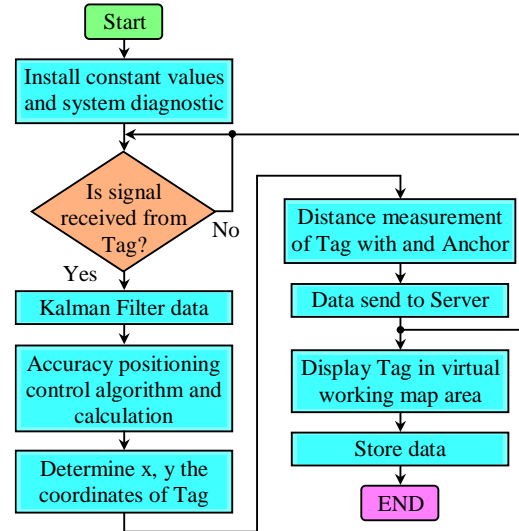 Start
Install constant values
and system diagnostic
Is signal
received from
Tag?
No
Yes
Kalman Filter data
Accuracy positioning
control algorithm and
calculation
Determine x, y the
coordinates of Tag
Distance measurement
of Tag with and Anchor
Data send to Server
Display Tag in virtual
working map area
Store data
END